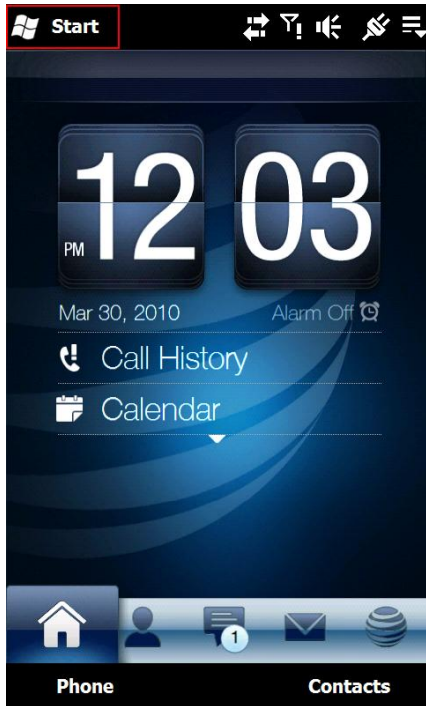 Start
12 03
PM
Mar 30, 2010 Alarm Off
Call History
Calendar
1
Phone Contacts